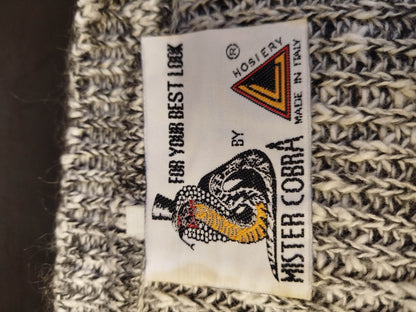 FOR YOUR BEST LOOK
BY
MISTER COBRA
®
HOSIERY
MADE IN ITALY